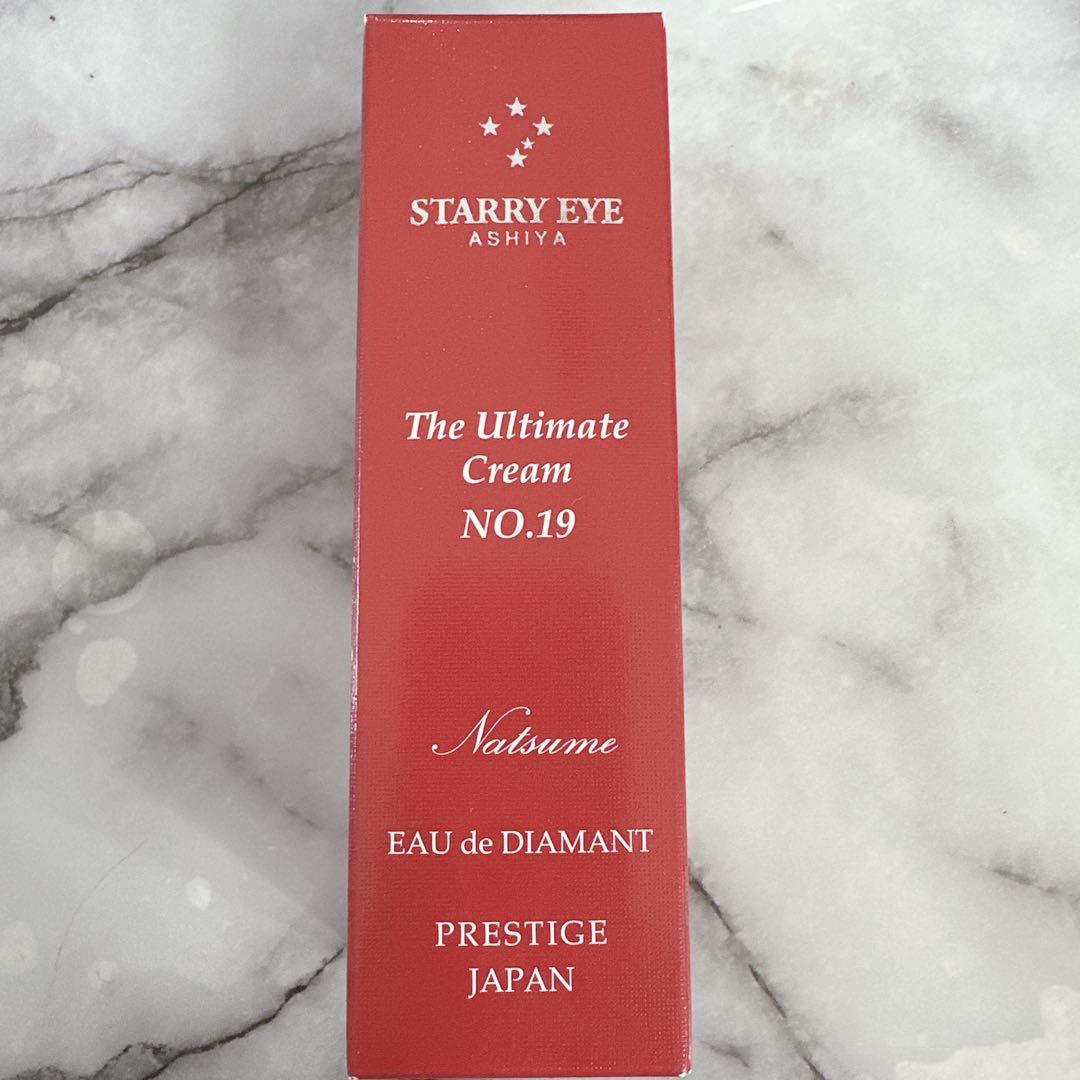 STARRY EYE
ASHIYA
The Ultimate
Cream
NO.19
Natsume
EAU de DIAMANT
PRESTIGE
JAPAN